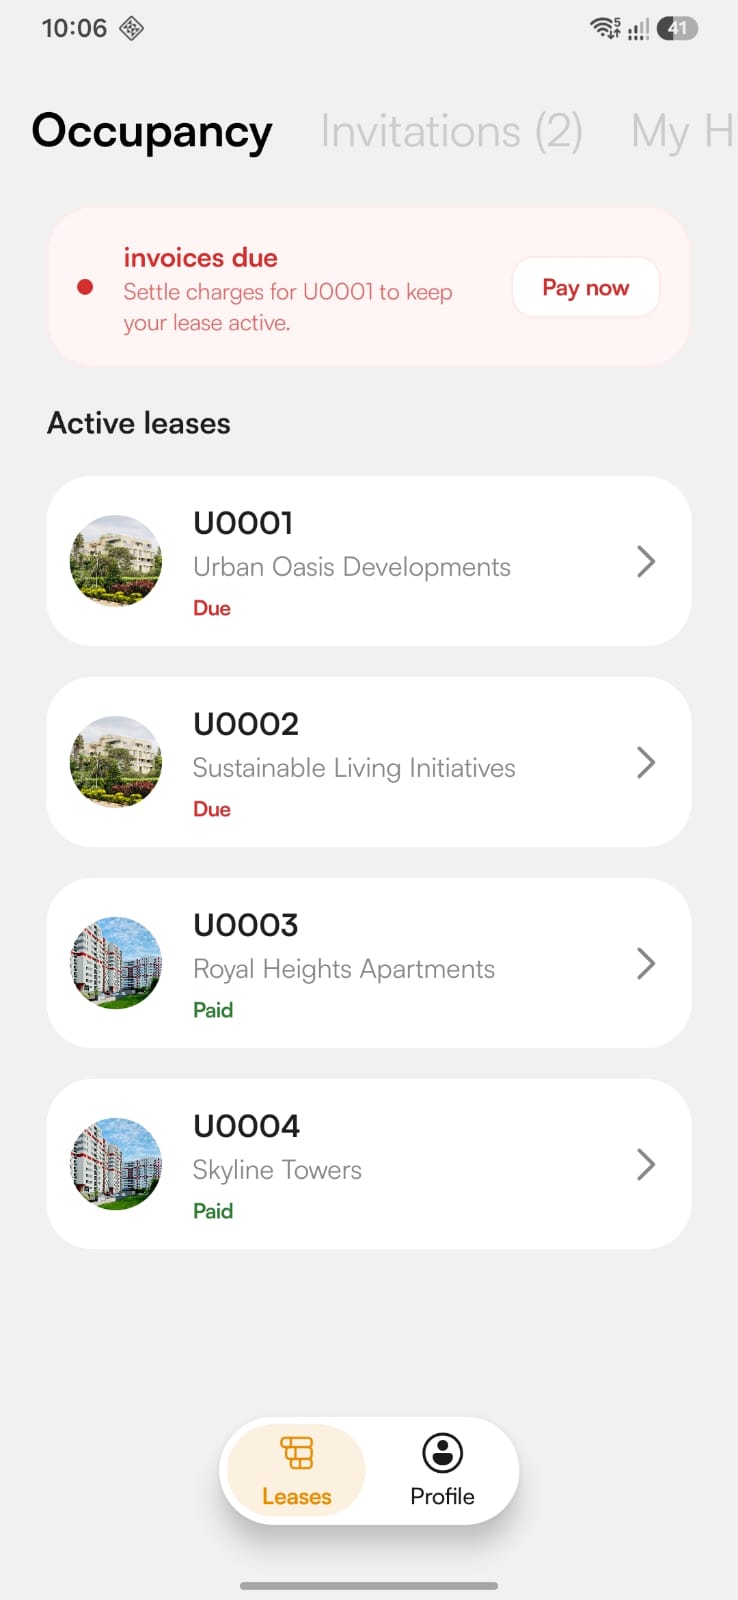 10:06
5
41
Occupancy
Invitations (2)
My H
invoices due
Settle charges for U0001 to keep
your lease active.
Pay now
Active leases
U0001
Urban Oasis Developments
Due
U0002
Sustainable Living Initiatives
Due
U0003
Royal Heights Apartments
Paid
U0004
Skyline Towers
Paid
Leases
Profile